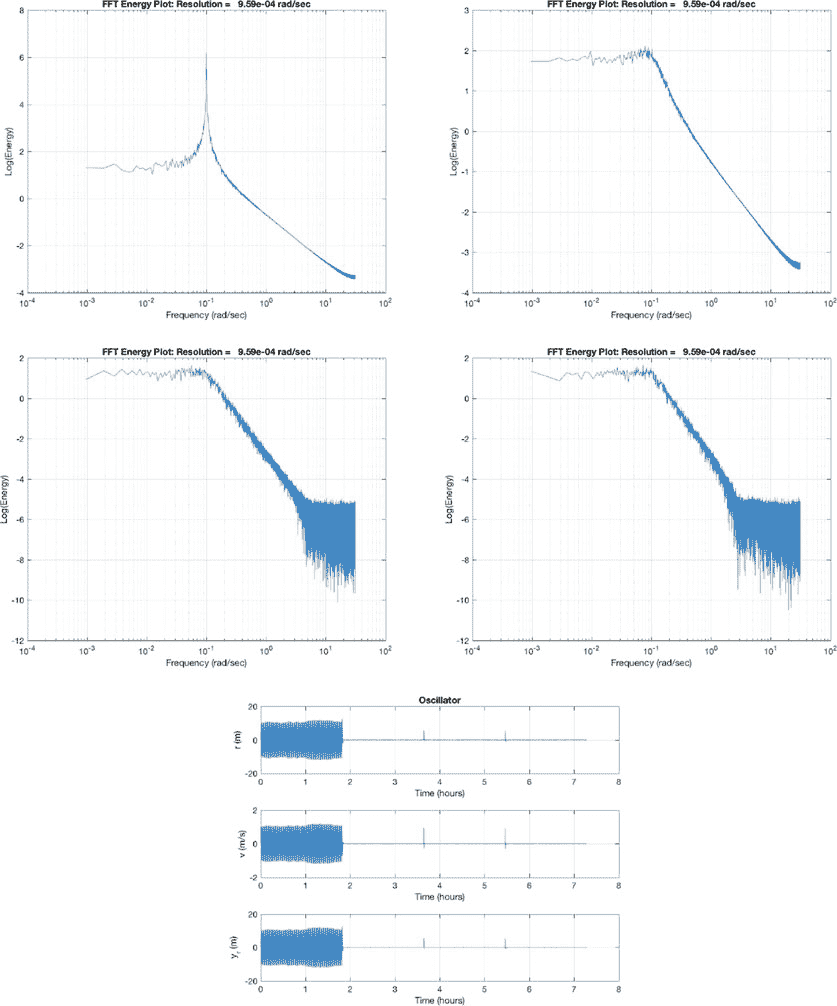 FFT Energy Plot: Resolution = 9.59e-04 rad/sec
8
6
4
2
0
-2
-4
Log(Energy)
10^-4 10^-3 10^-2 10^-1 10^0 10^1 10^2
Frequency (rad/sec)
FFT Energy Plot: Resolution = 9.59e-04 rad/sec
3
2
1
0
-1
-2
-3
-4
Log(Energy)
10^-4 10^-3 10^-2 10^-1 10^0 10^1 10^2
Frequency (rad/sec)
FFT Energy Plot: Resolution = 9.59e-04 rad/sec
2
0
-2
-4
-6
-8
-10
-12
Log(Energy)
10^-4 10^-3 10^-2 10^-1 10^0 10^1 10^2
Frequency (rad/sec)
FFT Energy Plot: Resolution = 9.59e-04 rad/sec
2
0
-2
-4
-6
-8
-10
-12
Log(Energy)
10^-4 10^-3 10^-2 10^-1 10^0 10^1 10^2
Frequency (rad/sec)
Oscillator
20
0
-20
r (m)
0 1 2 3 4 5 6 7 8
Time (hours)
2
0
-2
v (m/s)
0 1 2 3 4 5 6 7 8
Time (hours)
20
0
-20
y_r (m)
0 1 2 3 4 5 6 7 8
Time (hours)